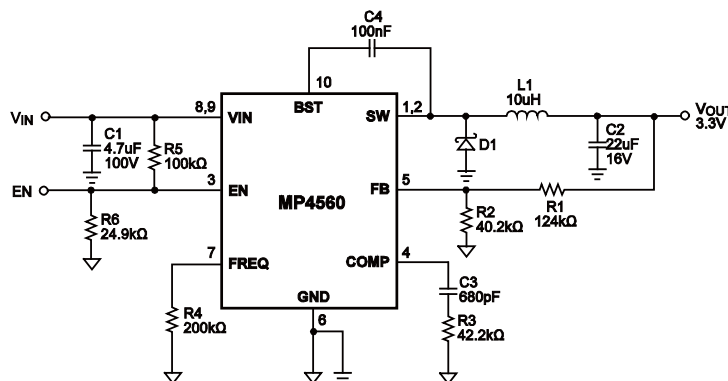 C4
100nF
10
BST
VIN
8,9
VIN
SW
1,2
L1
10uH
VOUT
3.3V
C1
4.7uF
100V
R5
100kΩ
D1
C2
22uF
16V
EN
3
EN
MP4560
FB
5
R6
24.9kΩ
R2
40.2kΩ
R1
124kΩ
7
FREQ
COMP
4
R4
200kΩ
GND
6
C3
680pF
R3
42.2kΩ